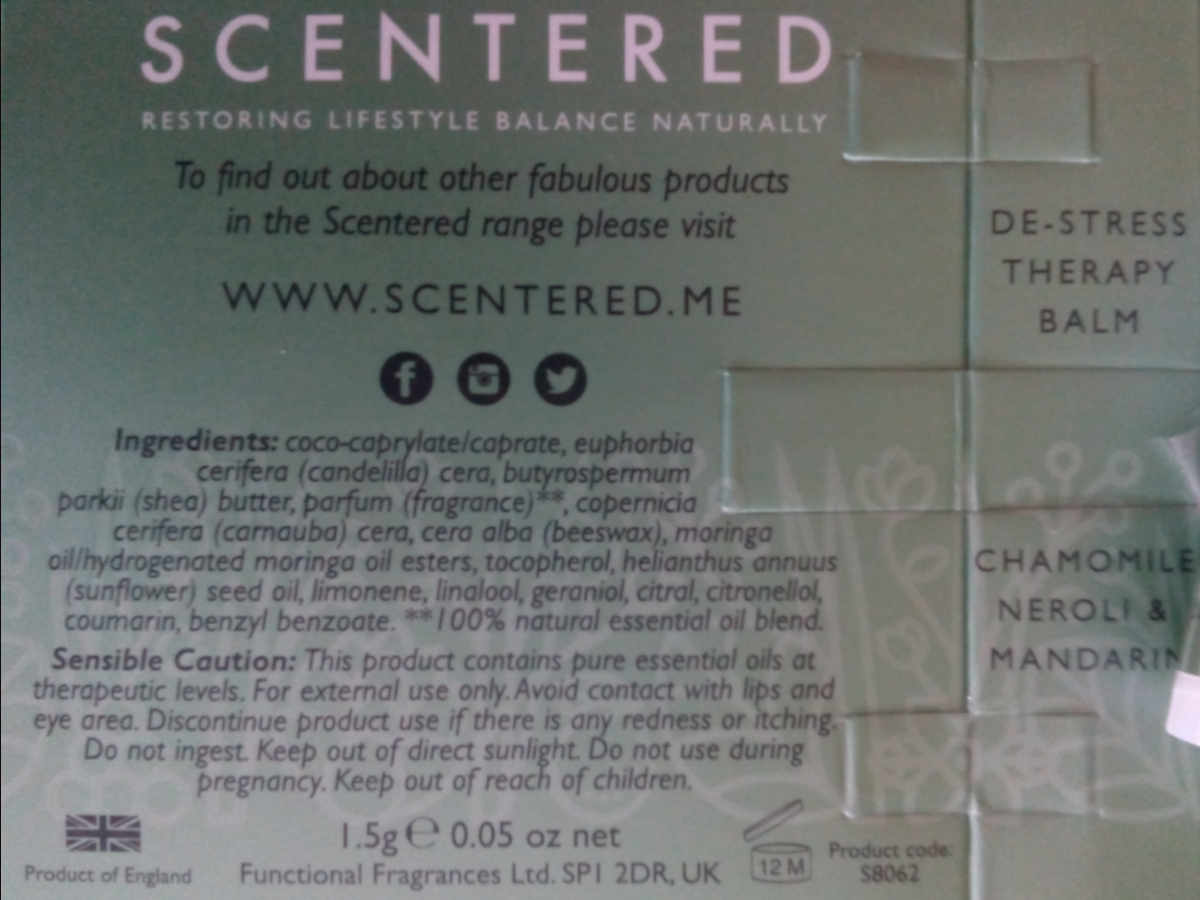 SCENTERED
RESTORING LIFESTYLE BALANCE NATURALLY
To find out about other fabulous products
in the Scentered range please visit
WWW.SCENTERED.ME
Ingredients: coco-caprylate/caprate, euphorbia
cerifera (candelilla) cera, butyrospermum
parkii (shea) butter, parfum (fragrance)**, copernicia
cerifera (carnauba) cera, cera alba (beeswax), moringa
oil/hydrogenated moringa oil esters, tocopherol, helianthus annuus
(sunflower) seed oil, limonene, linalool, geraniol, citral, citronellol,
coumarin, benzyl benzoate. **100% natural essential oil blend.
Sensible Caution: This product contains pure essential oils at
therapeutic levels. For external use only. Avoid contact with lips and
eye area. Discontinue product use if there is any redness or itching.
Do not ingest. Keep out of direct sunlight. Do not use during
pregnancy. Keep out of reach of children.
1.5g ℮ 0.05 oz net
Product of England
Functional Fragrances Ltd. SP1 2DR, UK
12 M
Product code:
S8062
DE-STRESS
THERAPY
BALM
CHAMOMILE
NEROLI &
MANDARIN